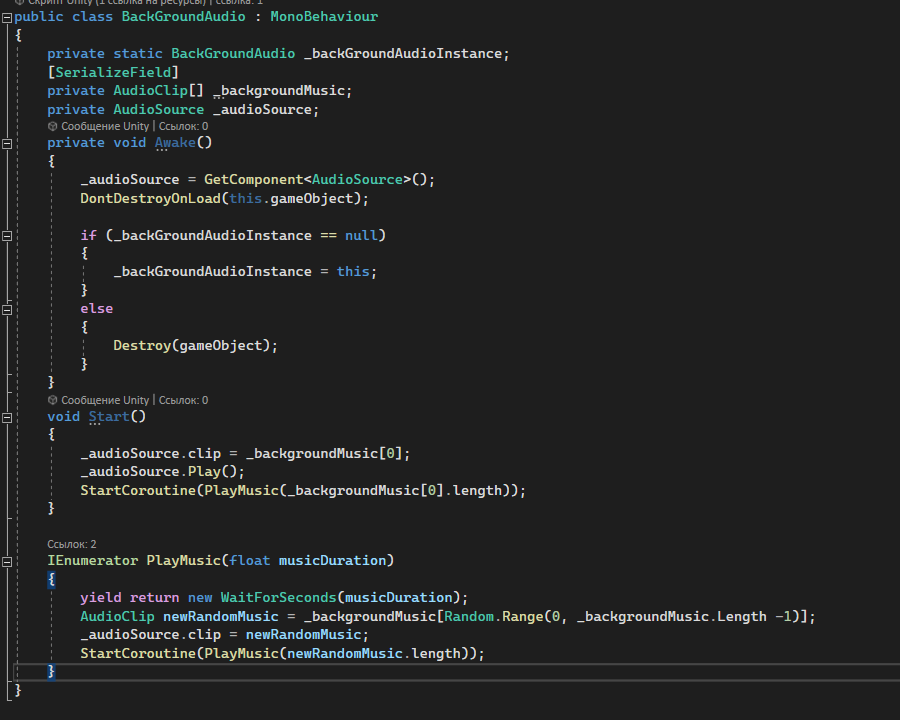 Скрипт Unity (1 ссылка на ресурсы) | ссылка: 1
public class BackGroundAudio : MonoBehaviour
{
private static BackGroundAudio _backGroundAudioInstance;
[SerializeField]
private AudioClip[] _backgroundMusic;
private AudioSource _audioSource;
Сообщение Unity | Ссылок: 0
private void Awake()
{
_audioSource = GetComponent<AudioSource>();
DontDestroyOnLoad(this.gameObject);
if (_backGroundAudioInstance == null)
{
_backGroundAudioInstance = this;
}
else
{
Destroy(gameObject);
}
}
Сообщение Unity | Ссылок: 0
void Start()
{
_audioSource.clip = _backgroundMusic[0];
_audioSource.Play();
StartCoroutine(PlayMusic(_backgroundMusic[0].length));
}
Ссылок: 2
IEnumerator PlayMusic(float musicDuration)
{
yield return new WaitForSeconds(musicDuration);
AudioClip newRandomMusic = _backgroundMusic[Random.Range(0, _backgroundMusic.Length -1)];
_audioSource.clip = newRandomMusic;
StartCoroutine(PlayMusic(newRandomMusic.length));
}
}